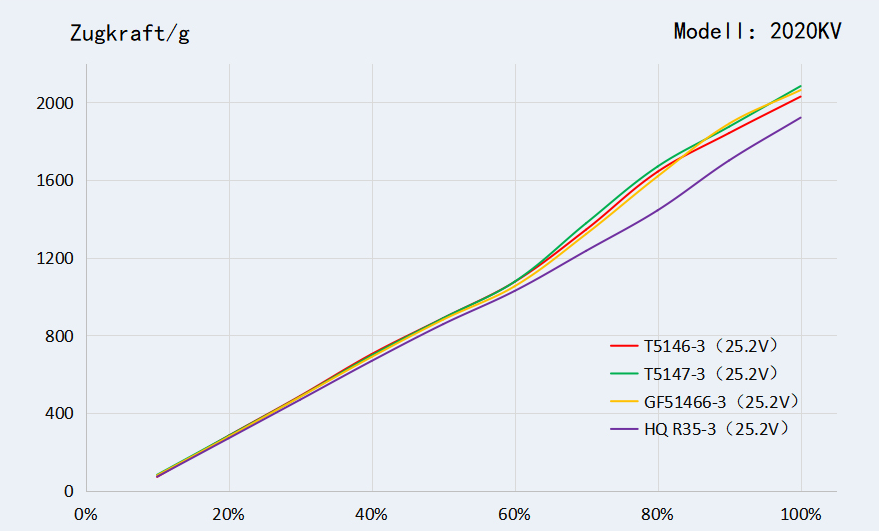 Zugkraft/g
Modell: 2020KV
2000
1600
1200
800
400
0
T5146-3（25.2V）
T5147-3（25.2V）
GF51466-3（25.2V）
HQ R35-3（25.2V）
0% 20% 40% 60% 80% 100%